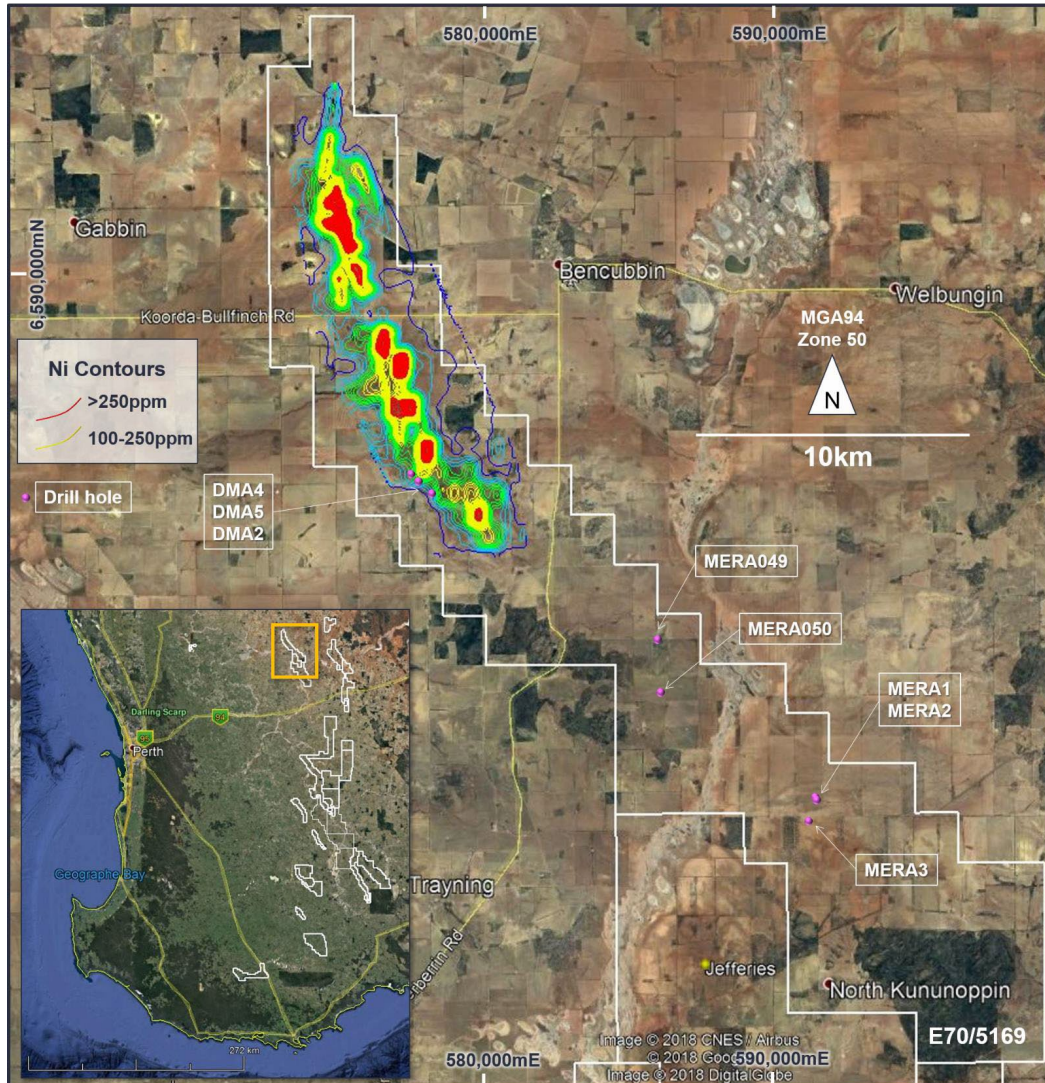 580,000mE
590,000mE
Gabbin
6,590,000mN
Bencubbin
Koorda-Bullfinch Rd
Welbungin
MGA94
Zone 50
N
10km
Ni Contours
>250ppm
100-250ppm
Drill hole
DMA4
DMA5
DMA2
MERA049
MERA050
MERA1
MERA2
MERA3
Darling Scarp
94
95
Perth
Geographe Bay
272 km
Trayning
Jefferies
North Kununoppin
E70/5169
Image © 2018 CNES / Airbus
© 2018
580,000mE
590,000mE
Image © 2018 DigitalGlobe